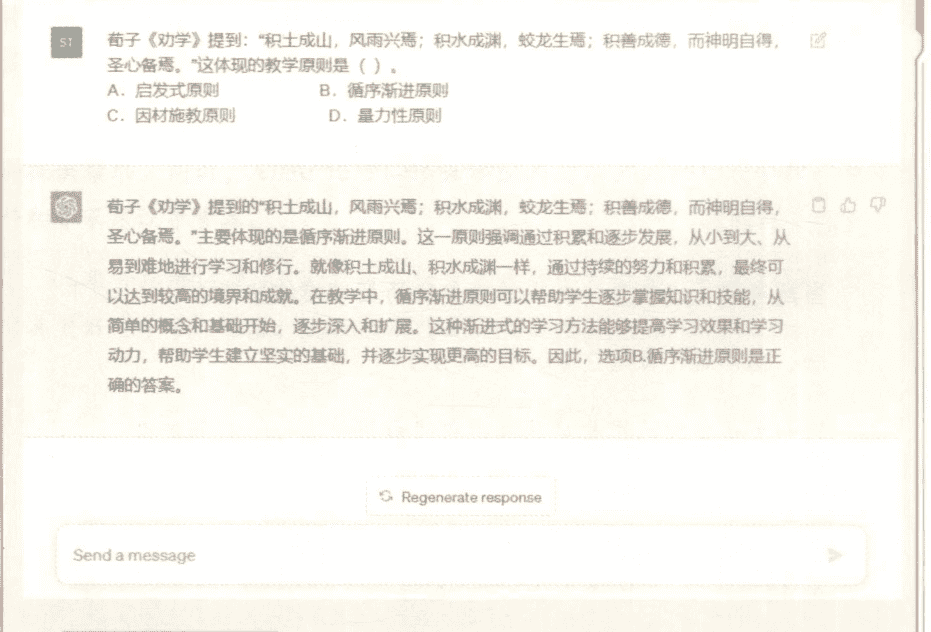 SI
荀子《劝学》提到：“积土成山，风雨兴焉；积水成渊，蛟龙生焉；积善成德，而神明自得，
圣心备焉。”这体现的教学原则是（ ）。
A．启发式原则 B．循序渐进原则
C．因材施教原则 D．量力性原则
荀子《劝学》提到的“积土成山，风雨兴焉；积水成渊，蛟龙生焉；积善成德，而神明自得，
圣心备焉。”主要体现的是循序渐进原则。这一原则强调通过积累和逐步发展，从小到大、从
易到难地进行学习和修行。就像积土成山、积水成渊一样，通过持续的努力和积累，最终可
以达到较高的境界和成就。在教学中，循序渐进原则可以帮助学生逐步掌握知识和技能，从
简单的概念和基础开始，逐步深入和扩展。这种渐进式的学习方法能够提高学习效果和学习
动力，帮助学生建立坚实的基础，并逐步实现更高的目标。因此，选项B.循序渐进原则是正
确的答案。
Regenerate response
Send a message